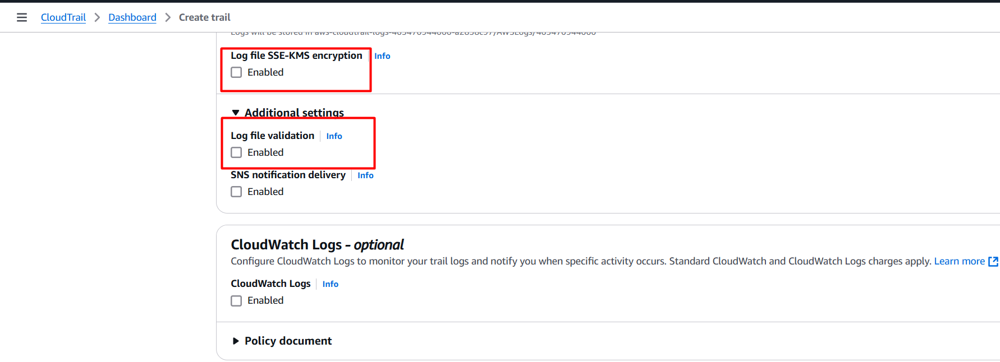 CloudTrail > Dashboard > Create trail
Logs will be stored in aws-cloudtrail-logs-463470944060-a2838c97/AWSLogs/463470944060
Log file SSE-KMS encryption | Info
Enabled
Additional settings
Log file validation | Info
Enabled
SNS notification delivery | Info
Enabled
CloudWatch Logs - optional
Configure CloudWatch Logs to monitor your trail logs and notify you when specific activity occurs. Standard CloudWatch and CloudWatch Logs charges apply. Learn more
CloudWatch Logs | Info
Enabled
Policy document